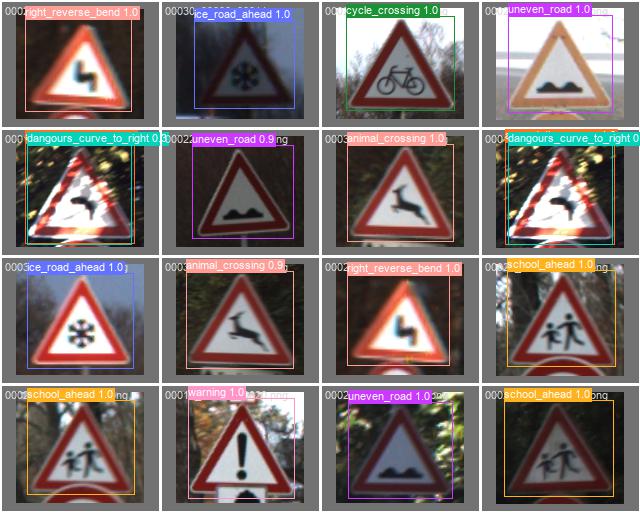 right_reverse_bend 1.0
ice_road_ahead 1.0
cycle_crossing 1.0
uneven_road 1.0
dangours_curve_to_right 0.
uneven_road 0.9
animal_crossing 1.0
dangours_curve_to_right 0
ice_road_ahead 1.0
animal_crossing 0.9
right_reverse_bend 1.0
school_ahead 1.0
school_ahead 1.0
warning 1.0
uneven_road 1.0
school_ahead 1.0